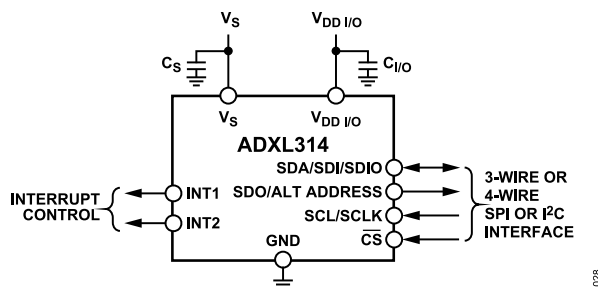 VS
VDD I/O
CS
CI/O
VS
VDD I/O
ADXL314
SDA/SDI/SDIO
SDO/ALT ADDRESS
SCL/SCLK
CS
INT1
INT2
GND
INTERRUPT
CONTROL
3-WIRE OR
4-WIRE
SPI OR I2C
INTERFACE
028